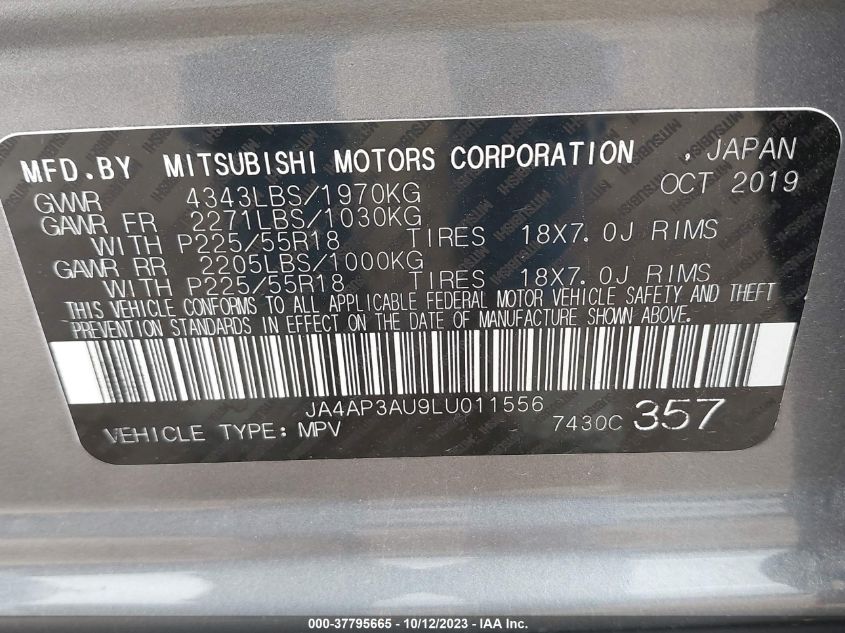 MFD.BY MITSUBISHI MOTORS CORPORATION , JAPAN
GVWR 4343LBS/1970KG OCT 2019
GAWR FR 2271LBS/1030KG
WITH P225/55R18 TIRES 18X7.0J RIMS
GAWR RR 2205LBS/1000KG
WITH P225/55R18 TIRES 18X7.0J RIMS
THIS VEHICLE CONFORMS TO ALL APPLICABLE FEDERAL MOTOR VEHICLE SAFETY AND THEFT
PREVENTION STANDARDS IN EFFECT ON THE DATE OF MANUFACTURE SHOWN ABOVE.
JA4AP3AU9LU011556
VEHICLE TYPE: MPV 7430C 357
000-37795665 - 10/12/2023 - IAA Inc.